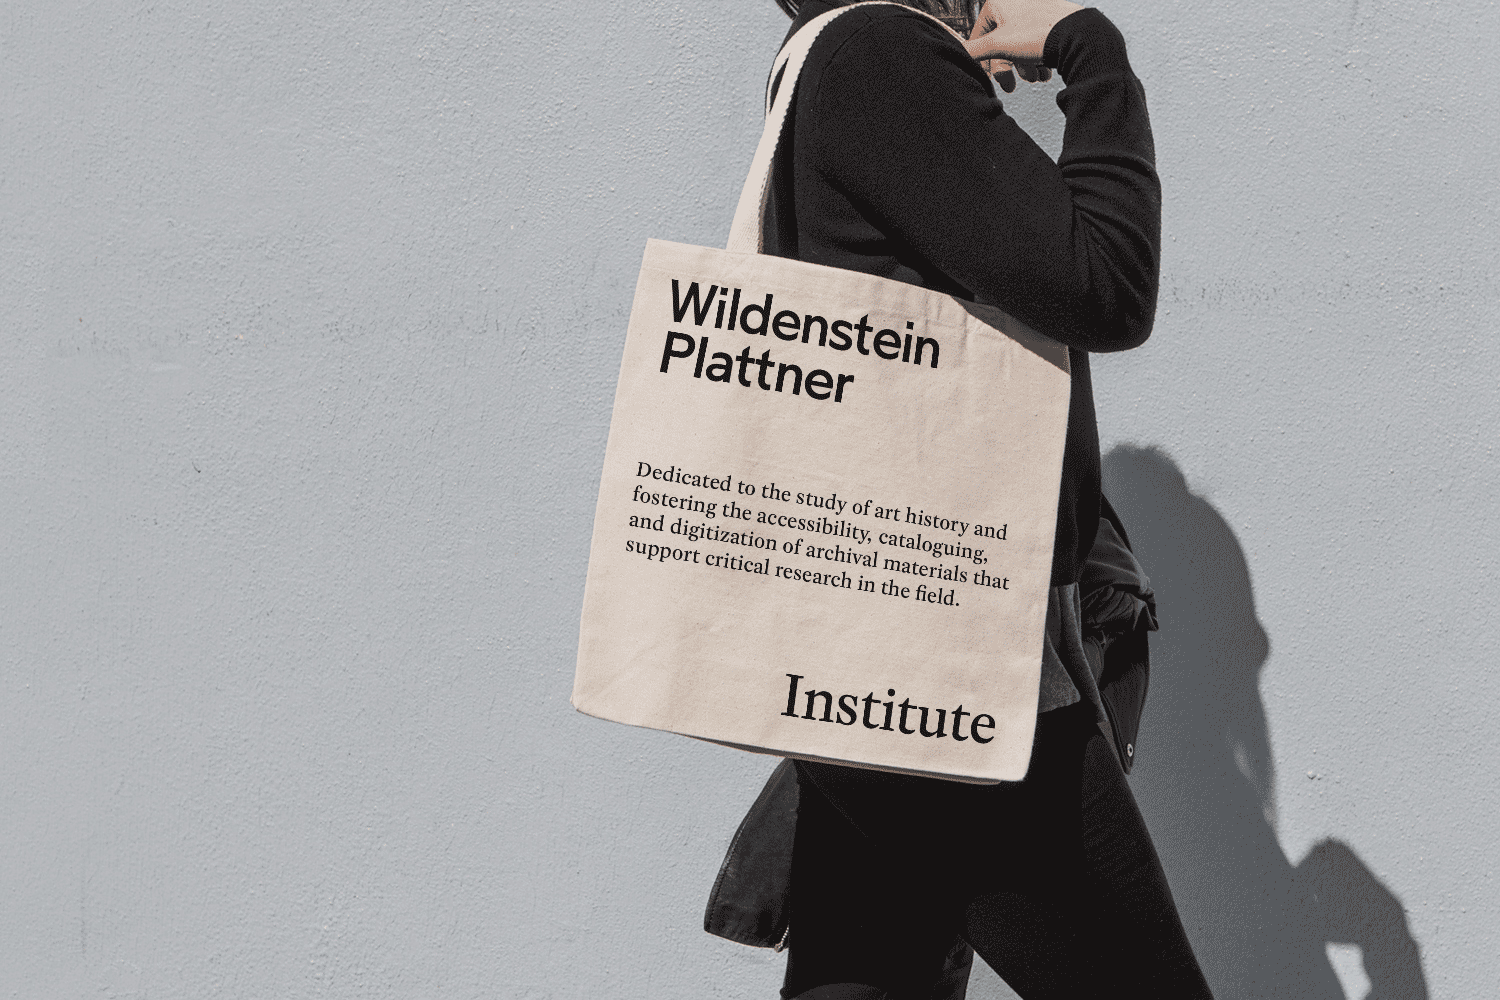 Wildenstein
Plattner
Dedicated to the study of art history and
fostering the accessibility, cataloguing,
and digitization of archival materials that
support critical research in the field.
Institute